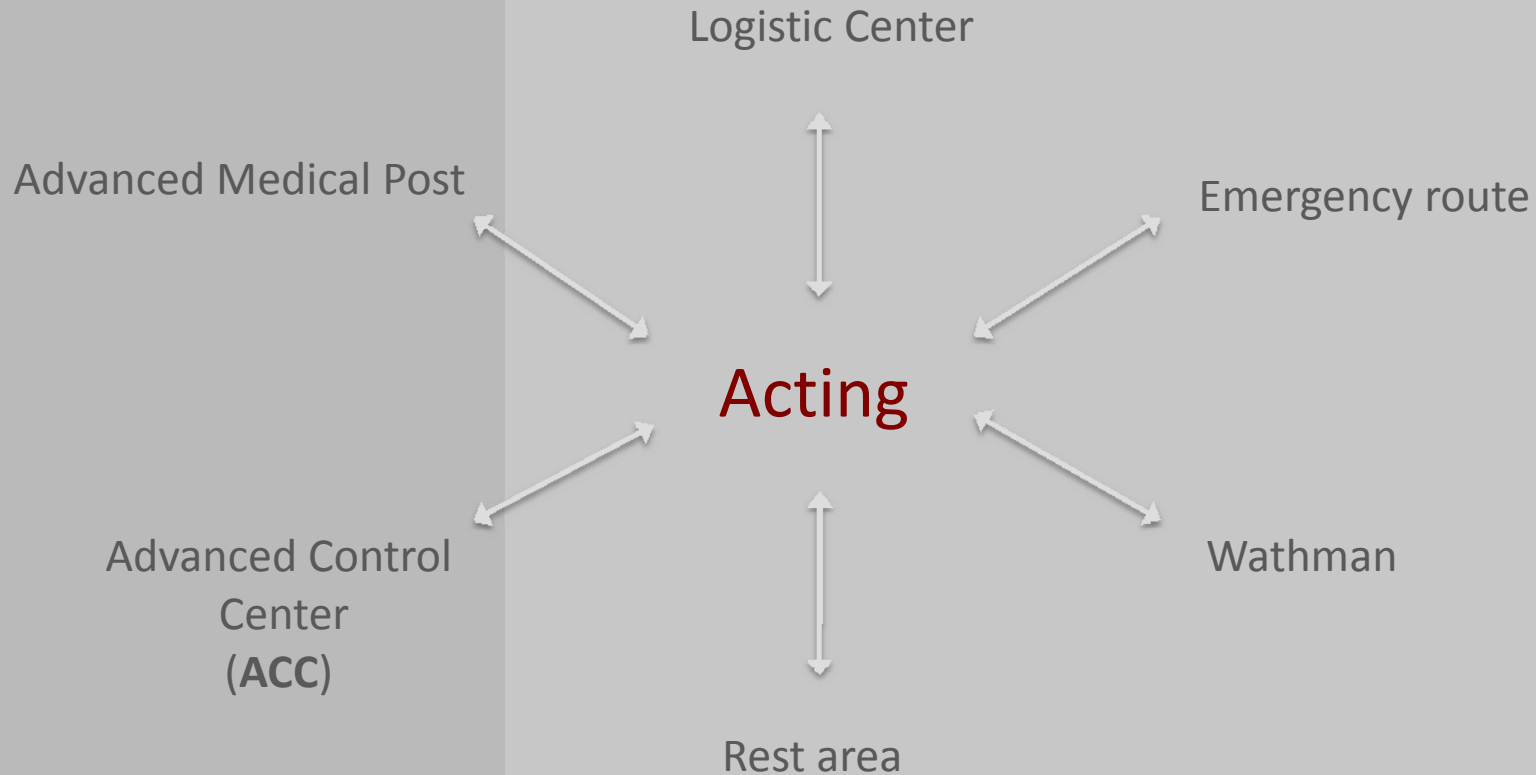 Logistic Center
Advanced Medical Post
Emergency route
Acting
Advanced Control
Center
(ACC)
Wathman
Rest area